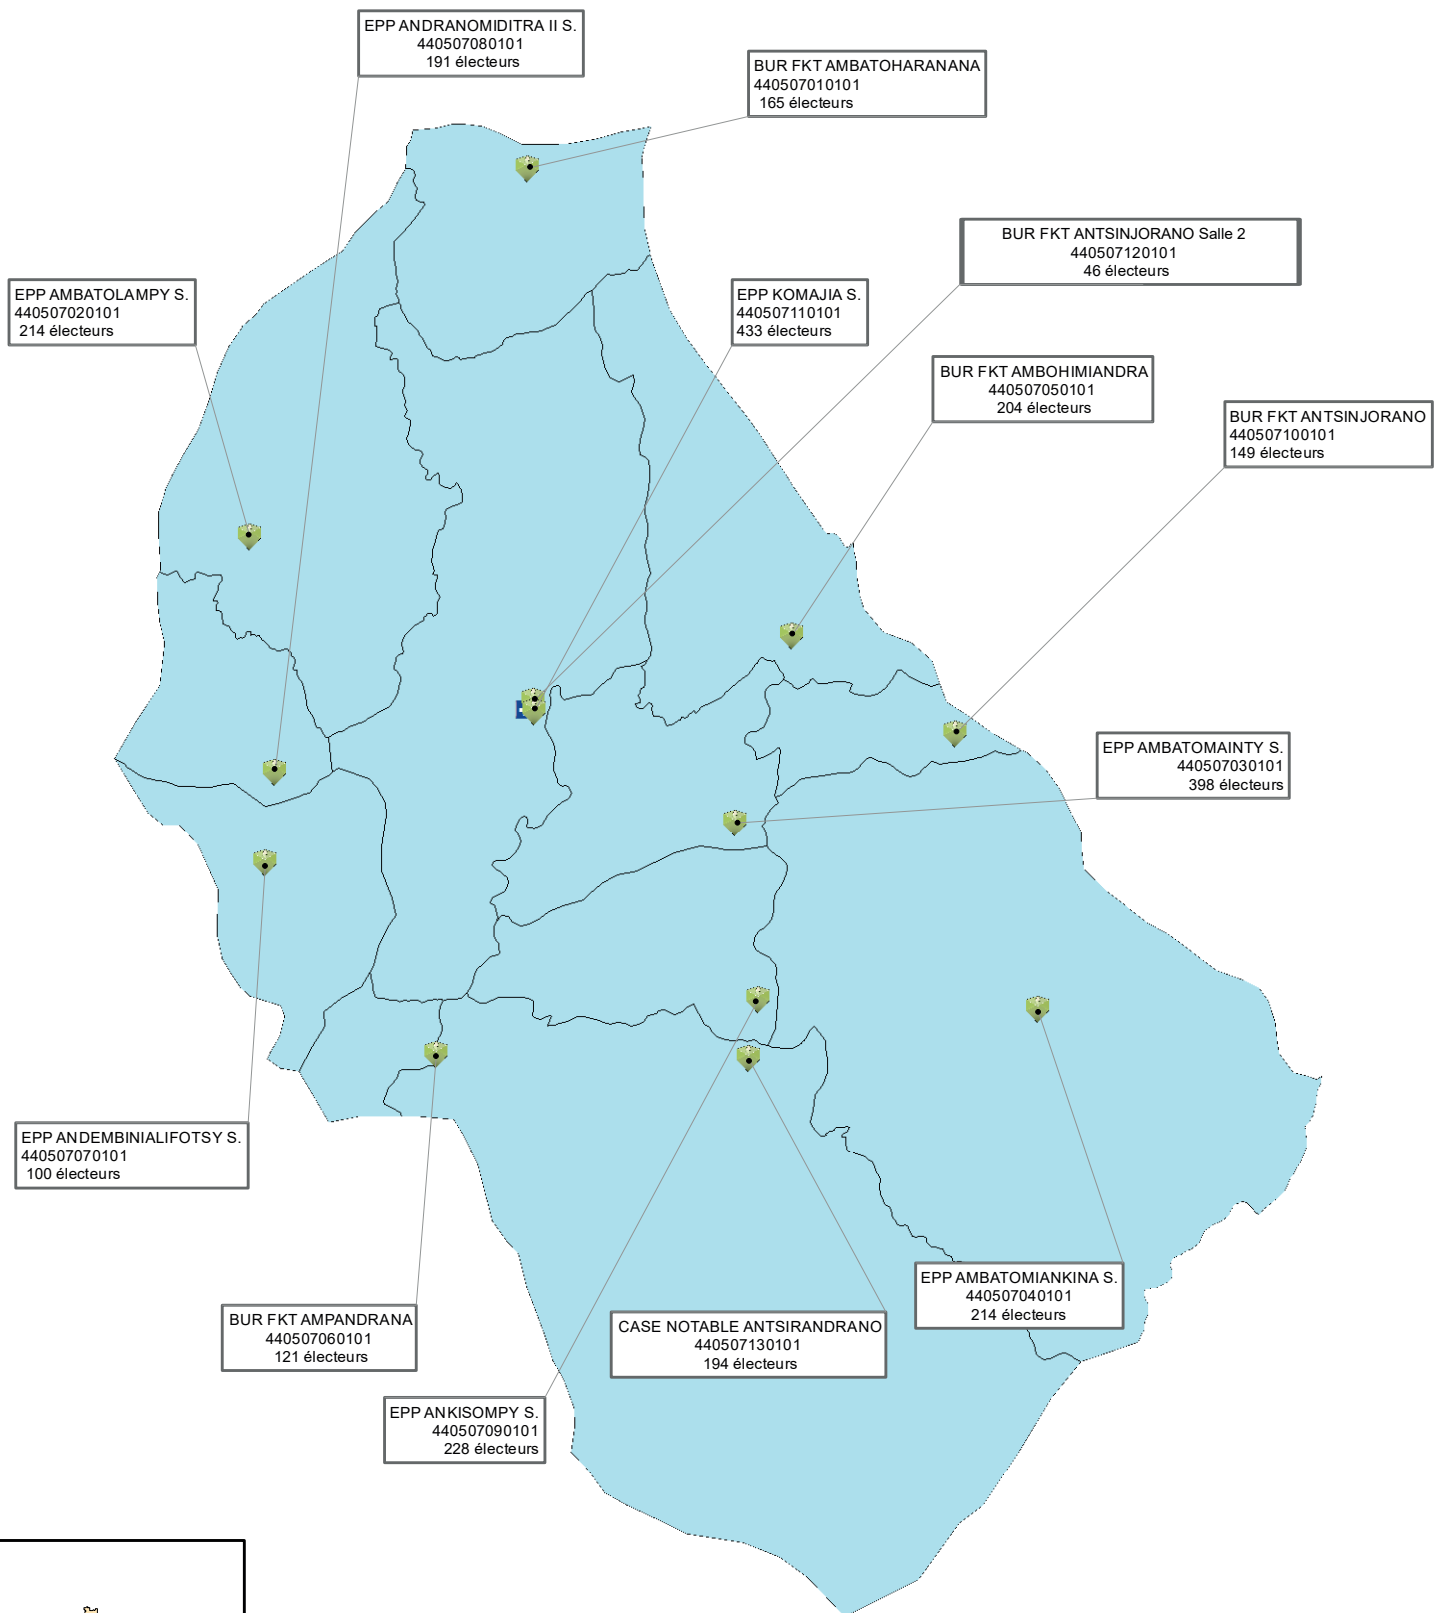 EPP ANDRANOMIDITRA II S.
440507080101
191 électeurs
BUR FKT AMBATOHARANANA
440507010101
165 électeurs
BUR FKT ANTSINJORANO Salle 2
440507120101
46 électeurs
EPP AMBATOLAMPY S.
440507020101
214 électeurs
EPP KOMAJIA S.
440507110101
433 électeurs
BUR FKT AMBOHIMIANDRA
440507050101
204 électeurs
BUR FKT ANTSINJORANO
440507100101
149 électeurs
EPP AMBATOMAINTY S.
440507030101
398 électeurs
EPP ANDEMBINIALIFOTSY S.
440507070101
100 électeurs
EPP AMBATOMIANKINA S.
440507040101
214 électeurs
BUR FKT AMPANDRANA
440507060101
121 électeurs
CASE NOTABLE ANTSIRANDRANO
440507130101
194 électeurs
EPP ANKISOMPY S.
440507090101
228 électeurs